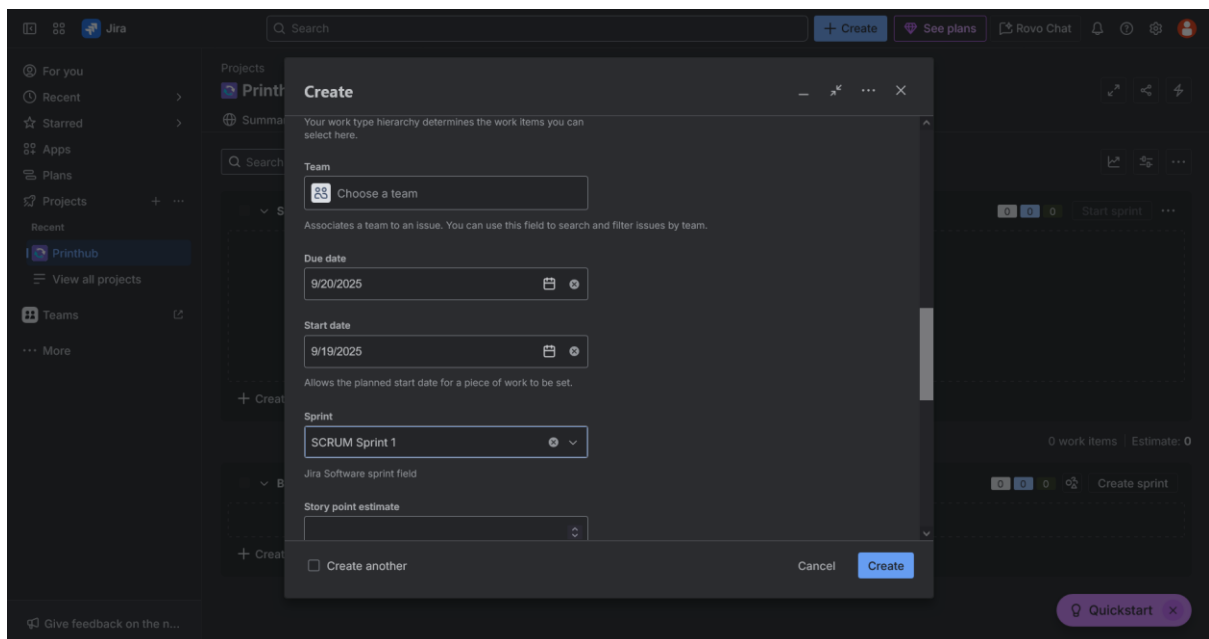 Jira
Search
+ Create
See plans
Rovo Chat
For you
Recent
Starred
Apps
Plans
Projects
Recent
Printhub
View all projects
Teams
More
Give feedback on the n...
Projects
Printh
Summa
Search
S
0 0 0 Start sprint
+ Creat
0 work items Estimate: 0
B
0 0 0 Create sprint
+ Creat
Create
Your work type hierarchy determines the work items you can
select here.
Team
Choose a team
Associates a team to an issue. You can use this field to search and filter issues by team.
Due date
9/20/2025
Start date
9/19/2025
Allows the planned start date for a piece of work to be set.
Sprint
SCRUM Sprint 1
Jira Software sprint field
Story point estimate
Create another
Cancel
Create
Quickstart